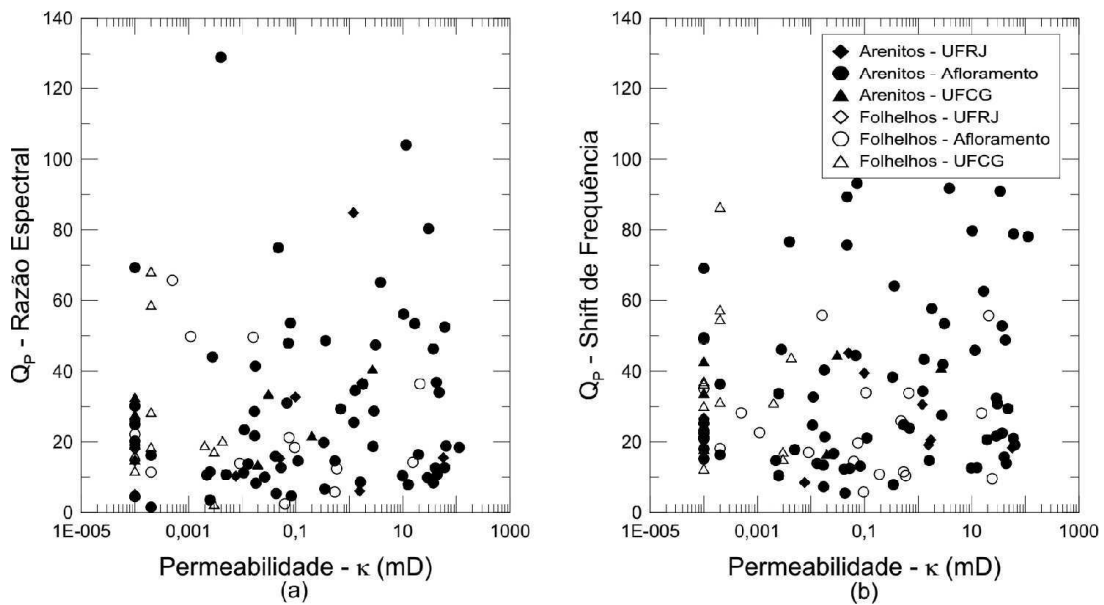 140
120
100
80
60
40
20
0
Qₚ - Razão Espectral
1E-005
0,001
0,1
10
1000
Permeabilidade - κ (mD)
(a)
140
120
100
80
60
40
20
0
Qₚ - Shift de Frequência
Arenitos - UFRJ
Arenitos - Afloramento
Arenitos - UFCG
Folhelhos - UFRJ
Folhelhos - Afloramento
Folhelhos - UFCG
1E-005
0,001
0,1
10
1000
Permeabilidade - κ (mD)
(b)